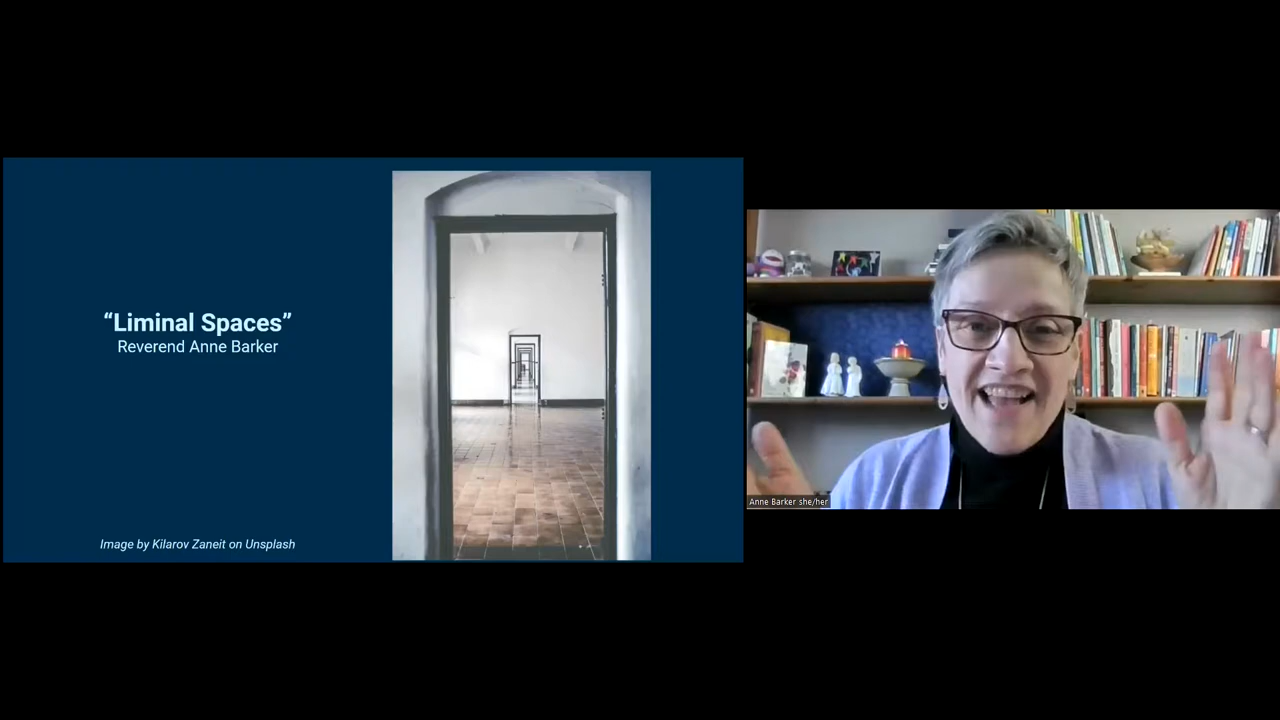 “Liminal Spaces”
Reverend Anne Barker
Image by Kilarov Zaneit on Unsplash
Anne Barker she/her